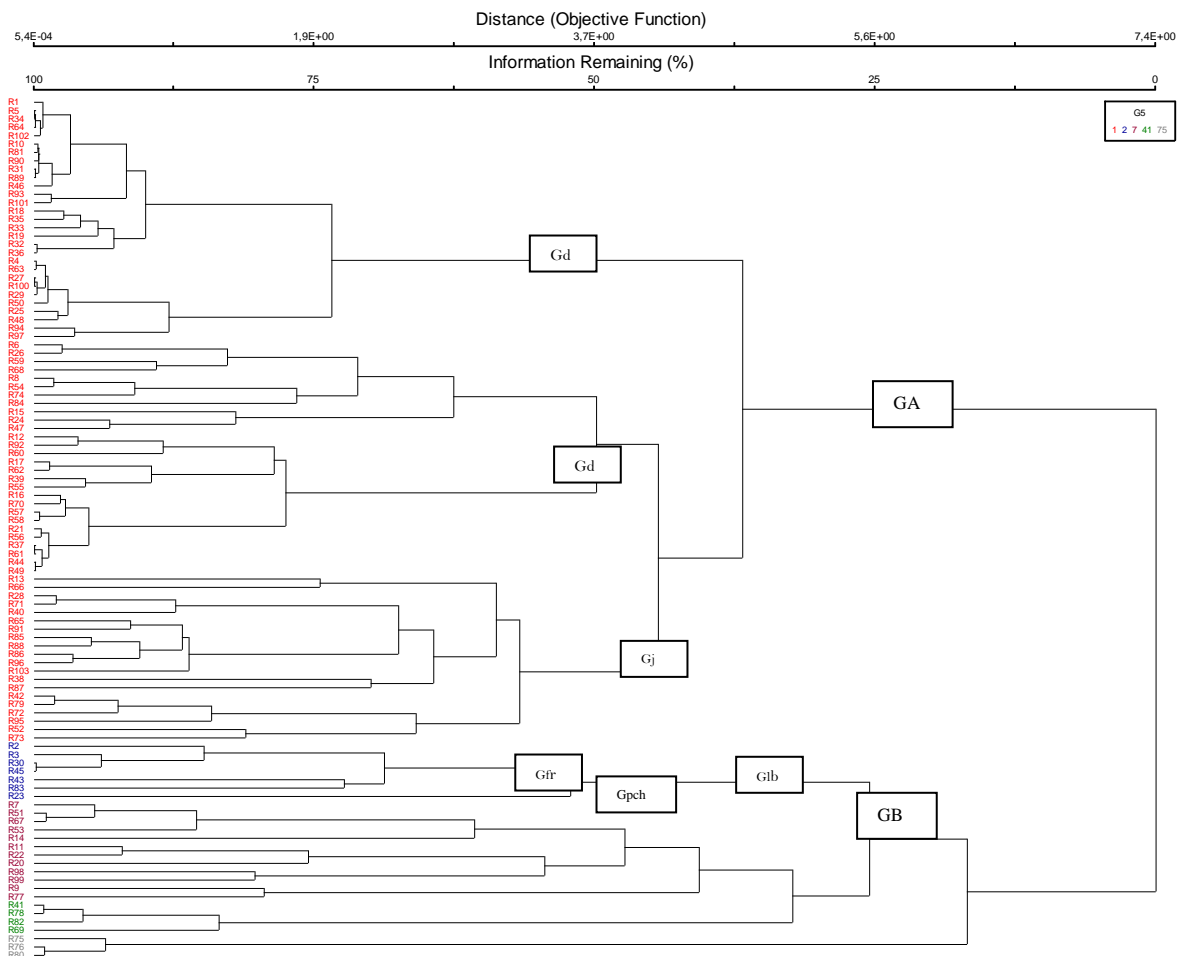 Distance (Objective Function)
5,4E-04 1,9E+00 3,7E+00 5,6E+00 7,4E+00
Information Remaining (%)
100 75 50 25 0
G5
1 2 7 41 75
R1
R5
R34
R64
R102
R10
R81
R90
R31
R89
R46
R93
R101
R18
R35
R33
R19
R32
R36
R4
R63
R27
R100
R29
R50
R25
R48
R94
R97
R6
R26
R59
R68
R8
R54
R74
R84
R15
R24
R47
R12
R92
R60
R17
R62
R39
R55
R16
R70
R57
R58
R21
R56
R37
R61
R44
R49
R13
R66
R28
R71
R40
R65
R91
R85
R88
R86
R96
R103
R38
R87
R42
R79
R72
R95
R52
R73
R2
R3
R30
R45
R43
R83
R23
R7
R51
R67
R53
R14
R11
R22
R20
R98
R99
R9
R77
R41
R78
R82
R69
R75
R76
R80
Gd
GA
Gd
Gj
Gfr
Gpch
Glb
GB